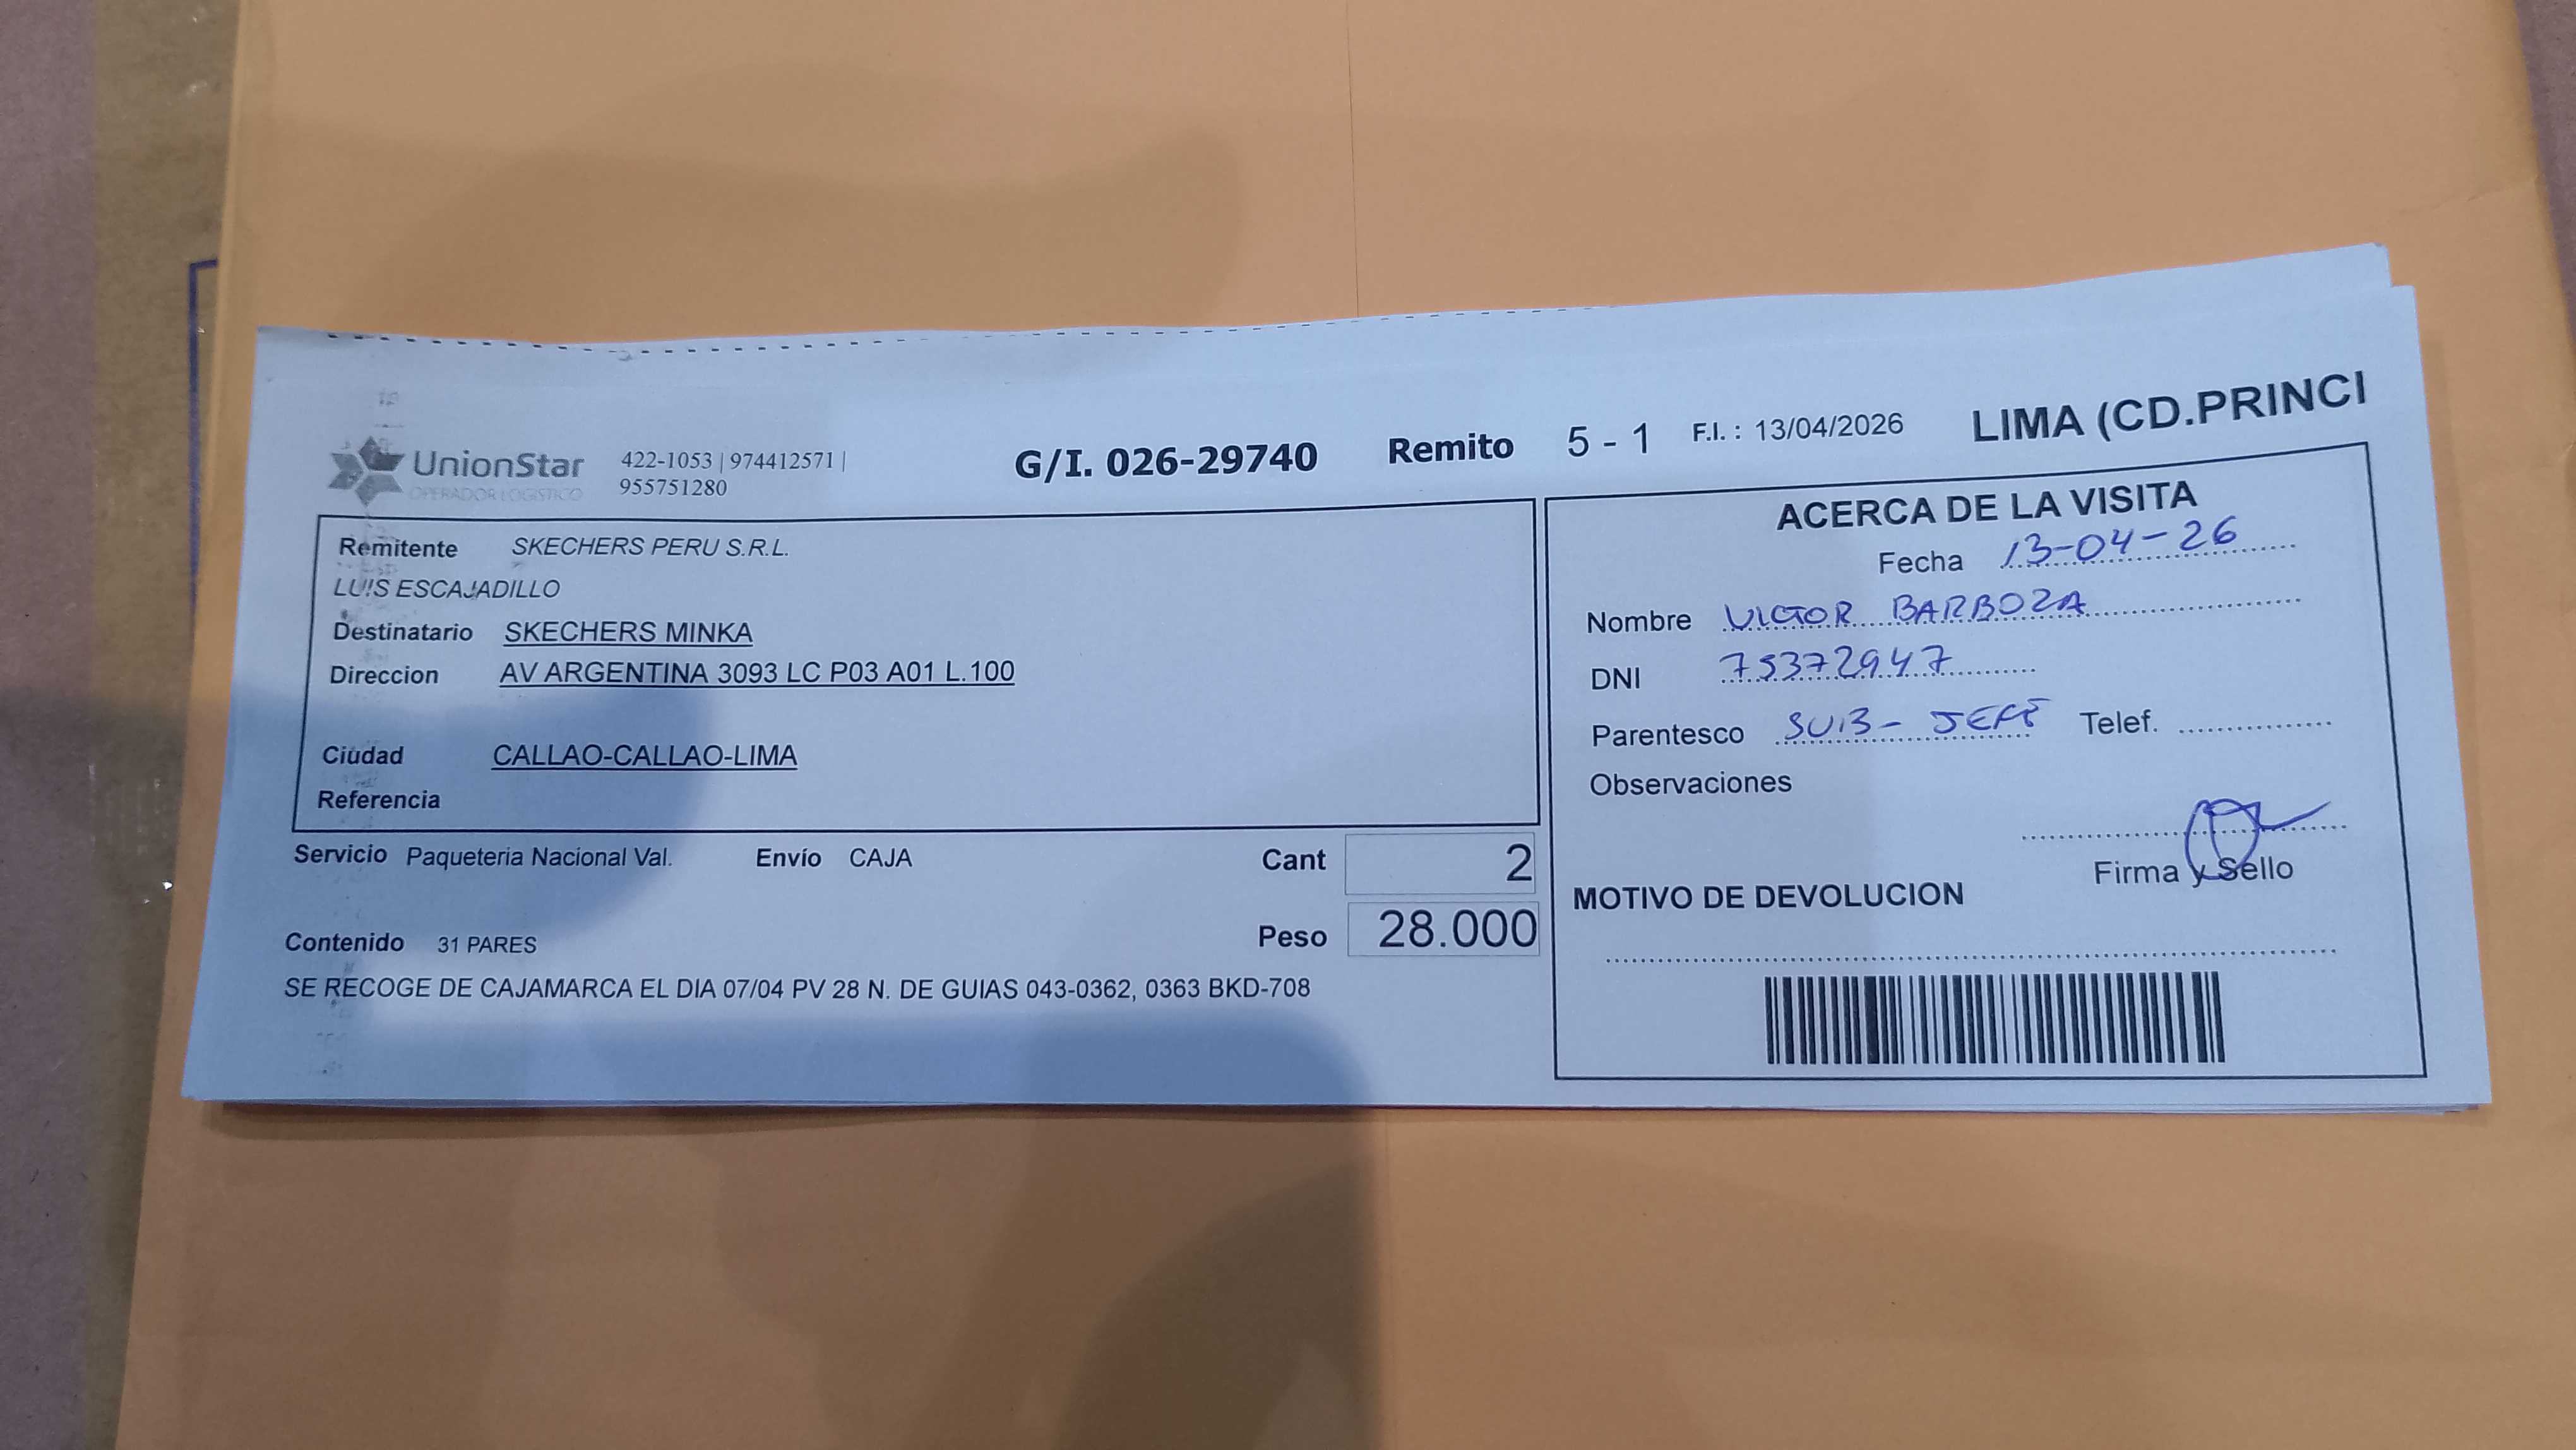 UnionStar
OPERADOR LOGISTICO
422-1053 | 974412571 |
955751280
G/I. 026-29740 Remito 5 - 1 F.I. : 13/04/2026 LIMA (CD.PRINCI
Remitente SKECHERS PERU S.R.L.
LUIS ESCAJADILLO
Destinatario SKECHERS MINKA
Direccion AV ARGENTINA 3093 LC P03 A01 L.100
Ciudad CALLAO-CALLAO-LIMA
Referencia
Servicio Paqueteria Nacional Val. Envío CAJA Cant 2
Peso 28.000
Contenido 31 PARES
SE RECOGE DE CAJAMARCA EL DIA 07/04 PV 28 N. DE GUIAS 043-0362, 0363 BKD-708
ACERCA DE LA VISITA
Fecha 13-04-26
Nombre VICTOR BARBOZA
DNI 75372947
Parentesco SUB-JEFE Telef.
Observaciones
Firma y Sello
MOTIVO DE DEVOLUCION